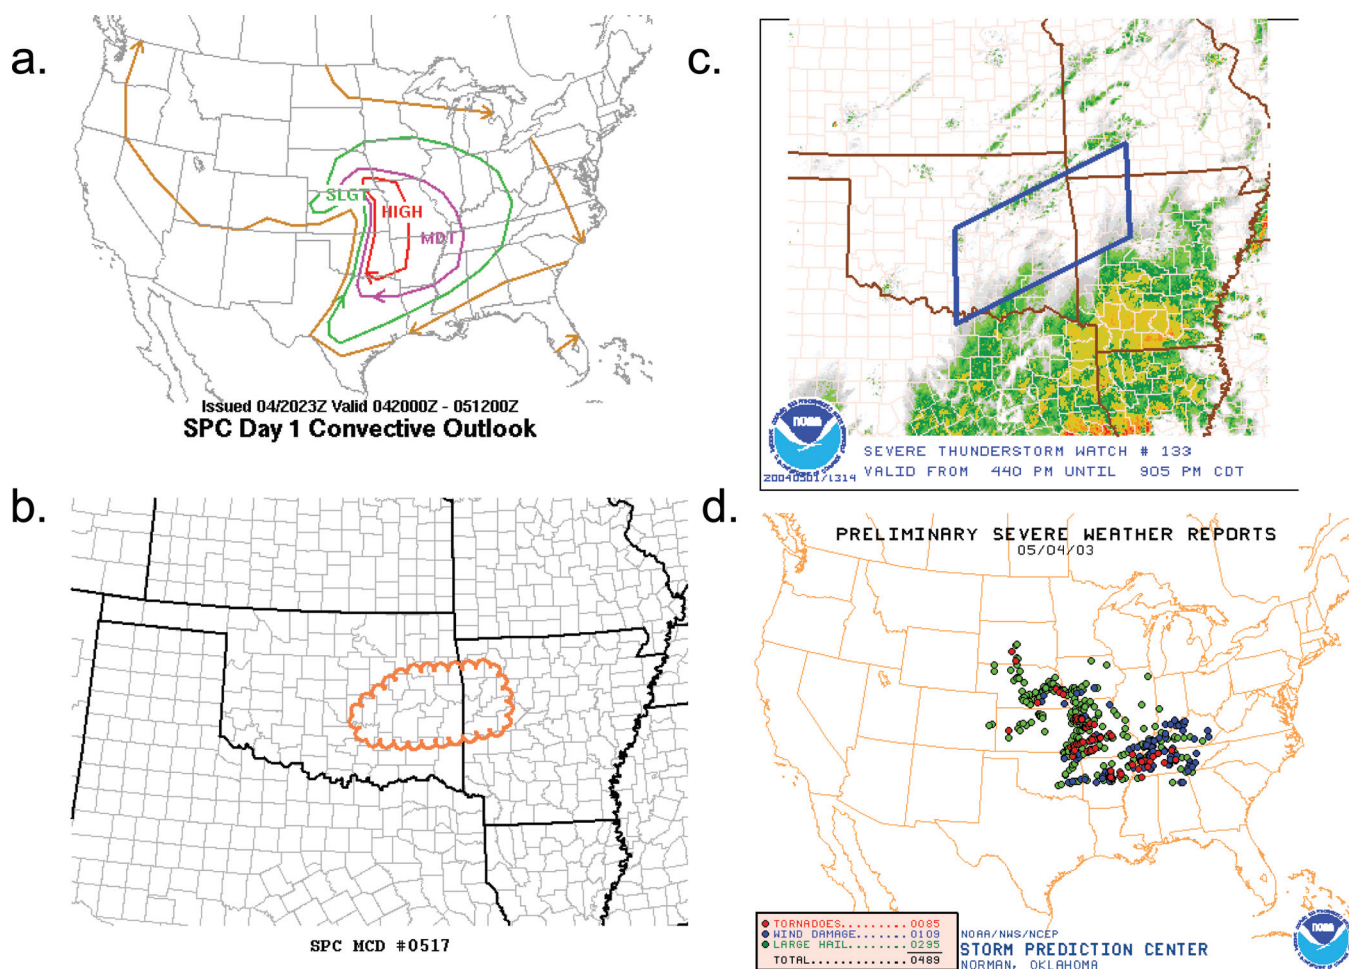 a.
SLGT
HIGH
MDT
Issued 04/2023Z Valid 042000Z - 051200Z
SPC Day 1 Convective Outlook
b.
SPC MCD #0517
c.
noaa
SEVERE THUNDERSTORM WATCH # 133
VALID FROM 440 PM UNTIL 905 PM CDT
20040501/1314
d.
PRELIMINARY SEVERE WEATHER REPORTS
05/04/03
TORNADOES.......0085
WIND DAMAGE.......0109
LARGE HAIL.......0295
TOTAL............0489
NOAA/NWS/NCEP
STORM PREDICTION CENTER
NORMAN, OKLAHOMA
noaa